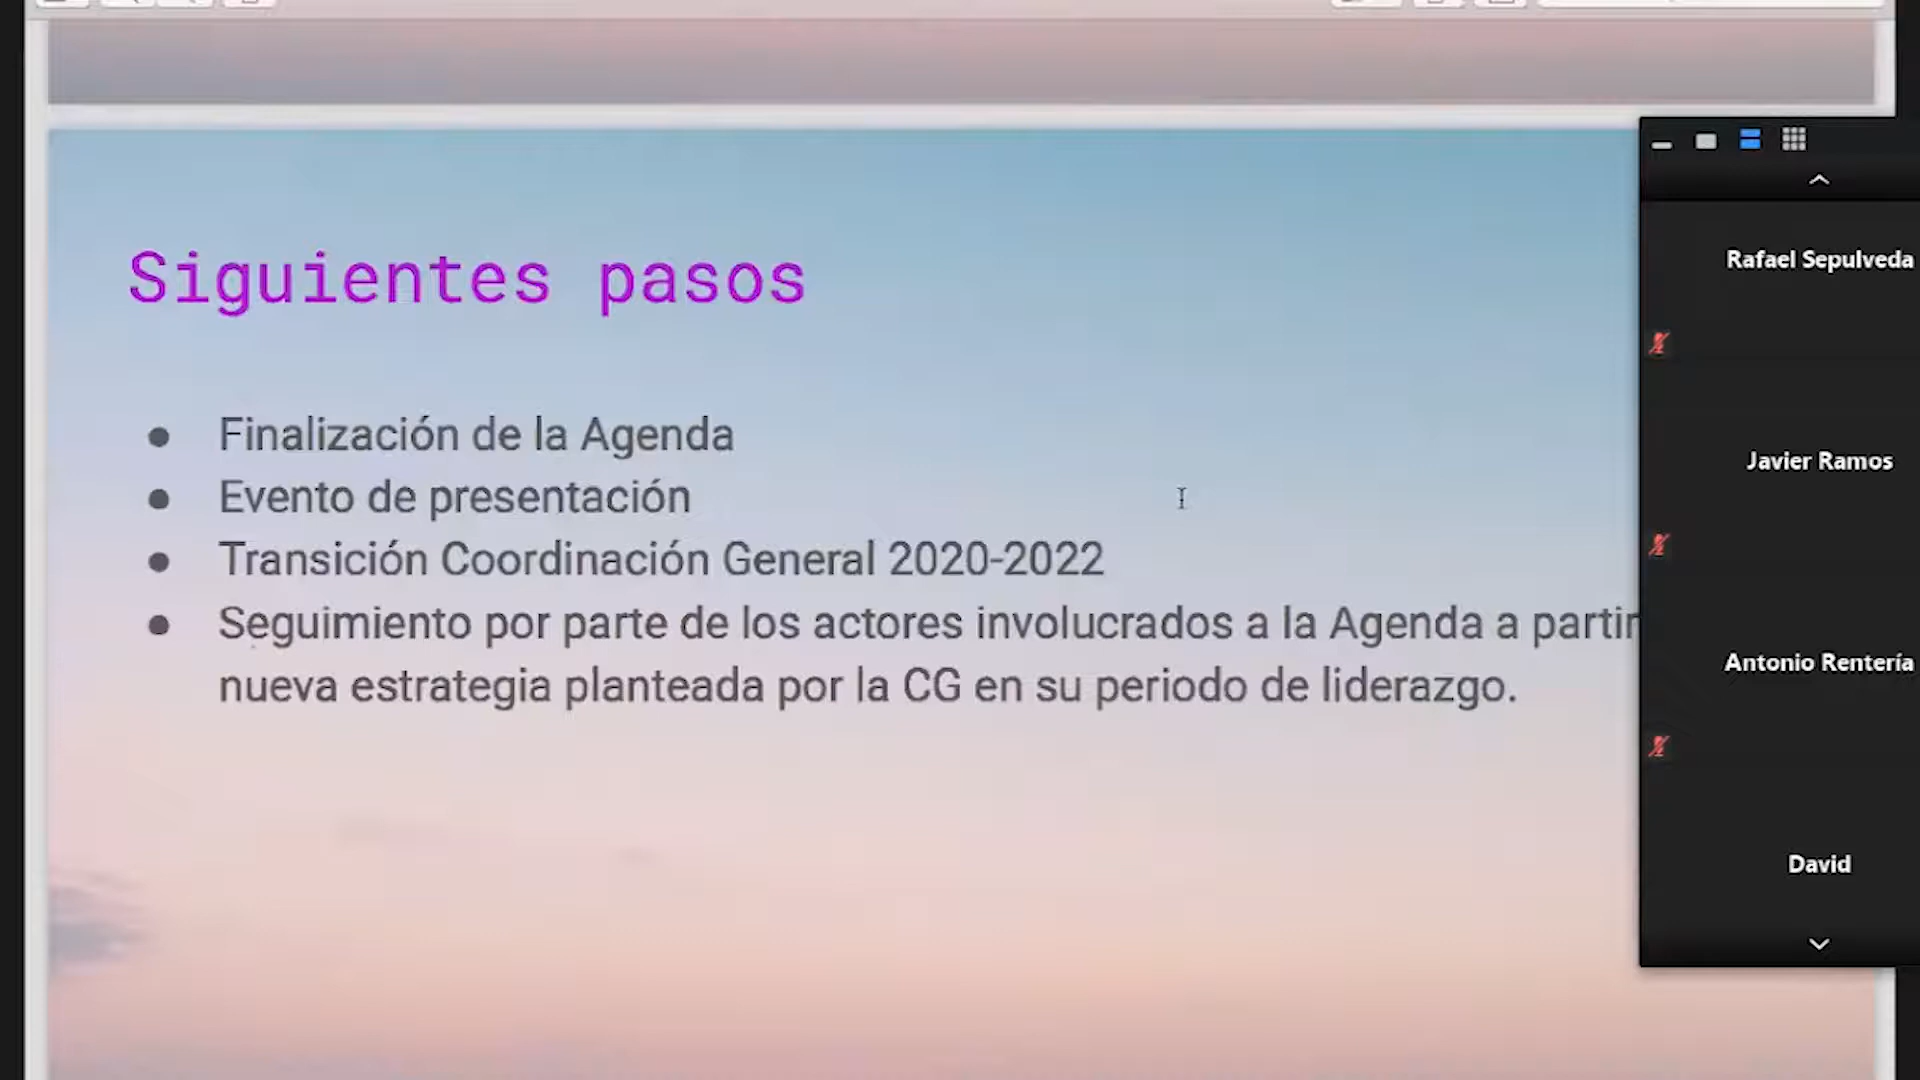 Siguientes pasos
● Finalización de la Agenda
● Evento de presentación
● Transición Coordinación General 2020-2022
● Seguimiento por parte de los actores involucrados a la Agenda a partir
nueva estrategia planteada por la CG en su periodo de liderazgo.
Rafael Sepulveda
Javier Ramos
Antonio Rentería
David